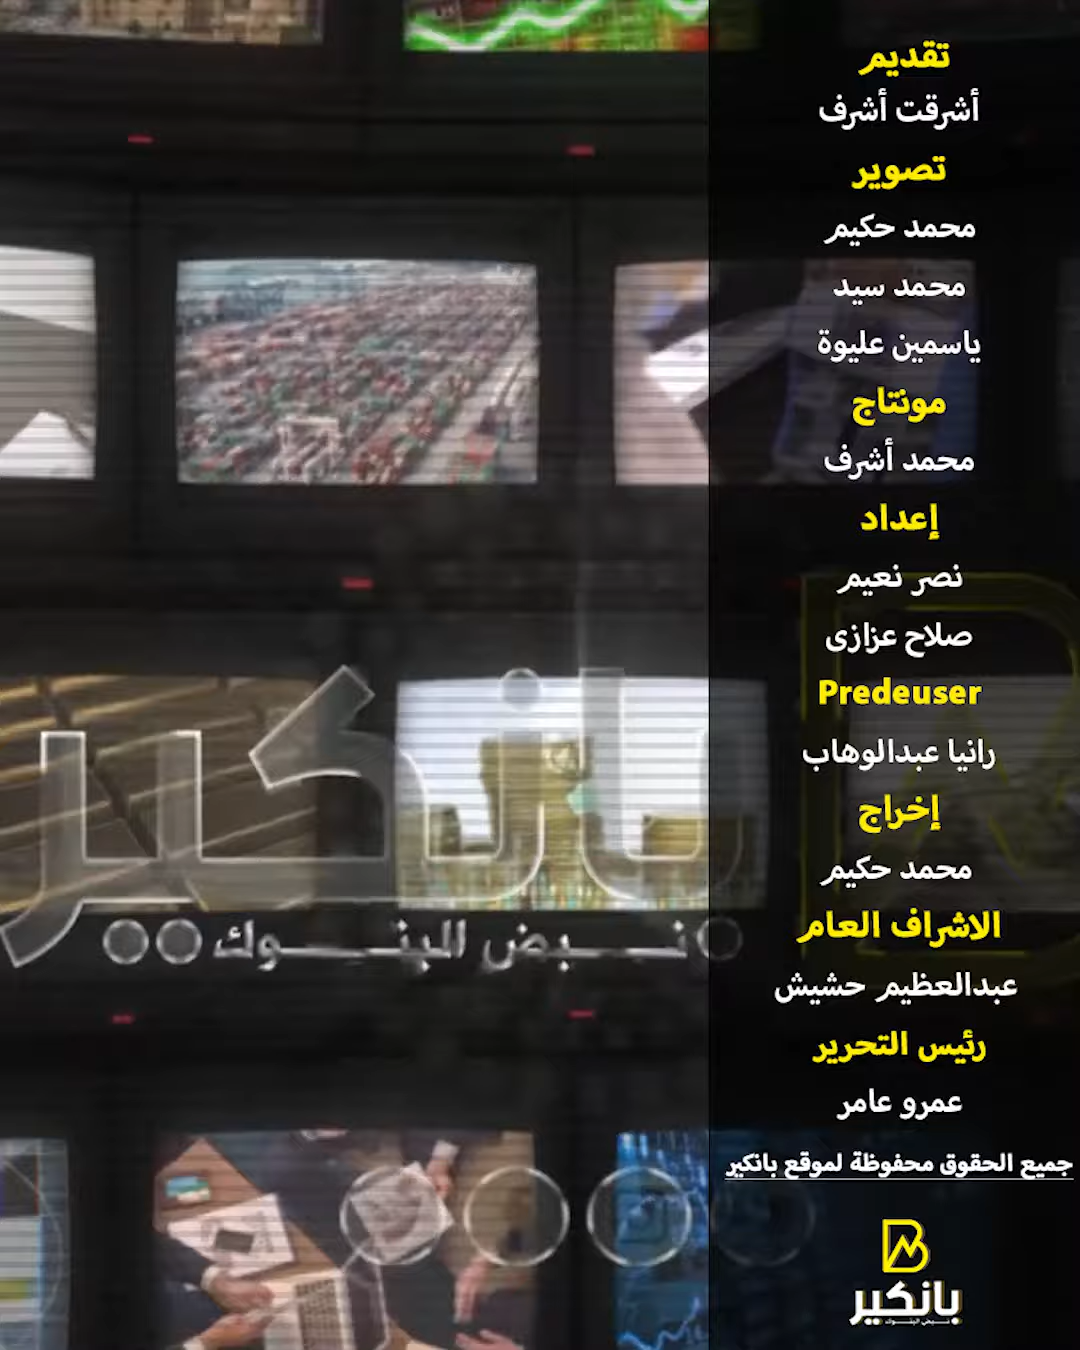 تقديم
أشرقت أشرف
تصوير
محمد حكيم
محمد سيد
ياسمين عليوة
مونتاج
محمد أشرف
إعداد
نصر نعيم
صلاح عزازى
Predeuser
رانيا عبدالوهاب
إخراج
محمد حكيم
الاشراف العام
عبدالعظيم حشيش
رئيس التحرير
عمرو عامر
جميع الحقوق محفوظة لموقع بانكير
بانكير
نبض البنوك
بانكير
نبض البنوك